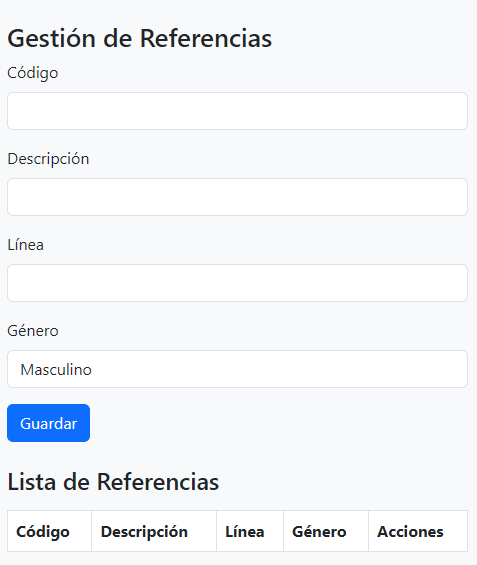 Gestión de Referencias
Código
Descripción
Línea
Género
Masculino
Guardar
Lista de Referencias
Código Descripción Línea Género Acciones